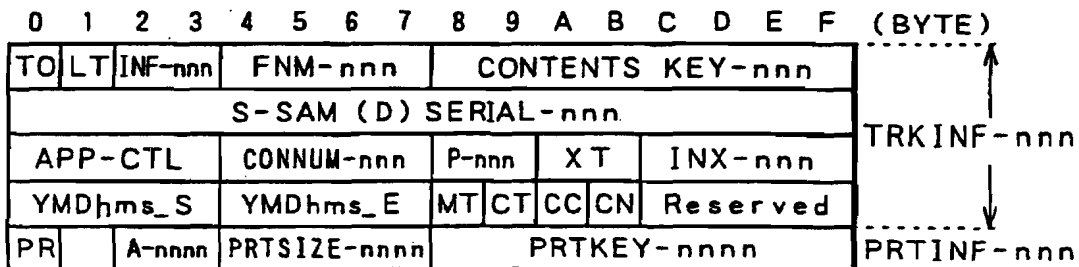 0 1 2 3 4 5 6 7 8 9 A B C D E F (BYTE)
TO LT INF-nnn FNM-nnn CONTENTS KEY-nnn
S-SAM (D) SERIAL-nnn
TRKINF-nnn
APP-CTL CONNUM-nnn P-nnn XT INX-nnn
YMDhms_S YMDhms_E MT CT CC CN Reserved
PR A-nnnn PRTSIZE-nnnn PRTKEY-nnnn PRTINF-nnn